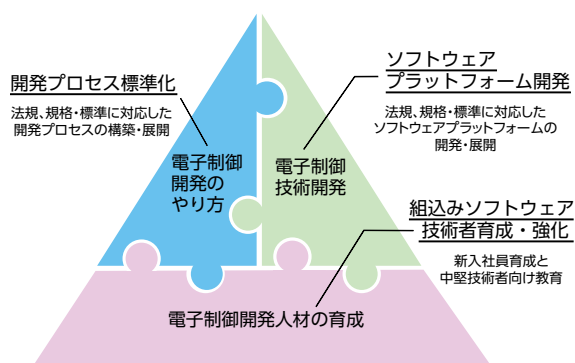 開発プロセス標準化
法規、規格・標準に対応した
開発プロセスの構築・展開
ソフトウェア
プラットフォーム開発
法規、規格・標準に対応した
ソフトウェアプラットフォームの
開発・展開
電子制御
開発の
やり方
電子制御
技術開発
組込みソフトウェア
技術者育成・強化
新入社員育成と
中堅技術者向け教育
電子制御開発人材の育成